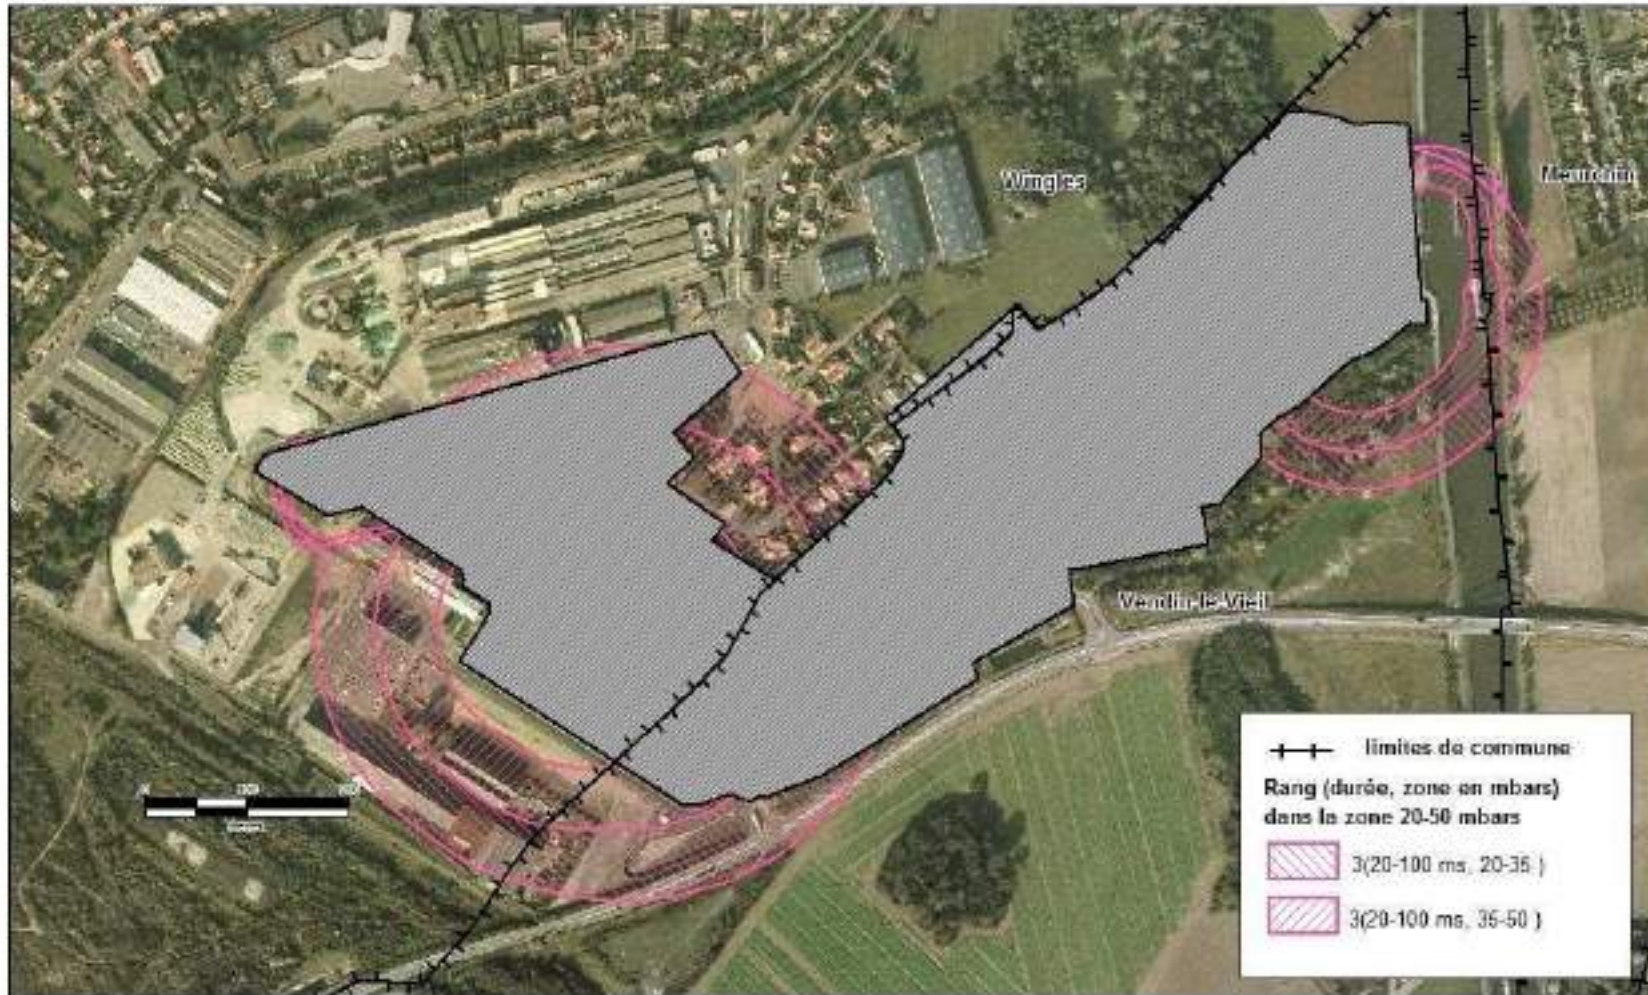 Wingles
Meurchin
Vendin-le-Vieil
limites de commune
Rang (durée, zone en mbars)
dans la zone 20-50 mbars
3(20-100 ms, 20-35 )
3(20-100 ms, 35-50 )